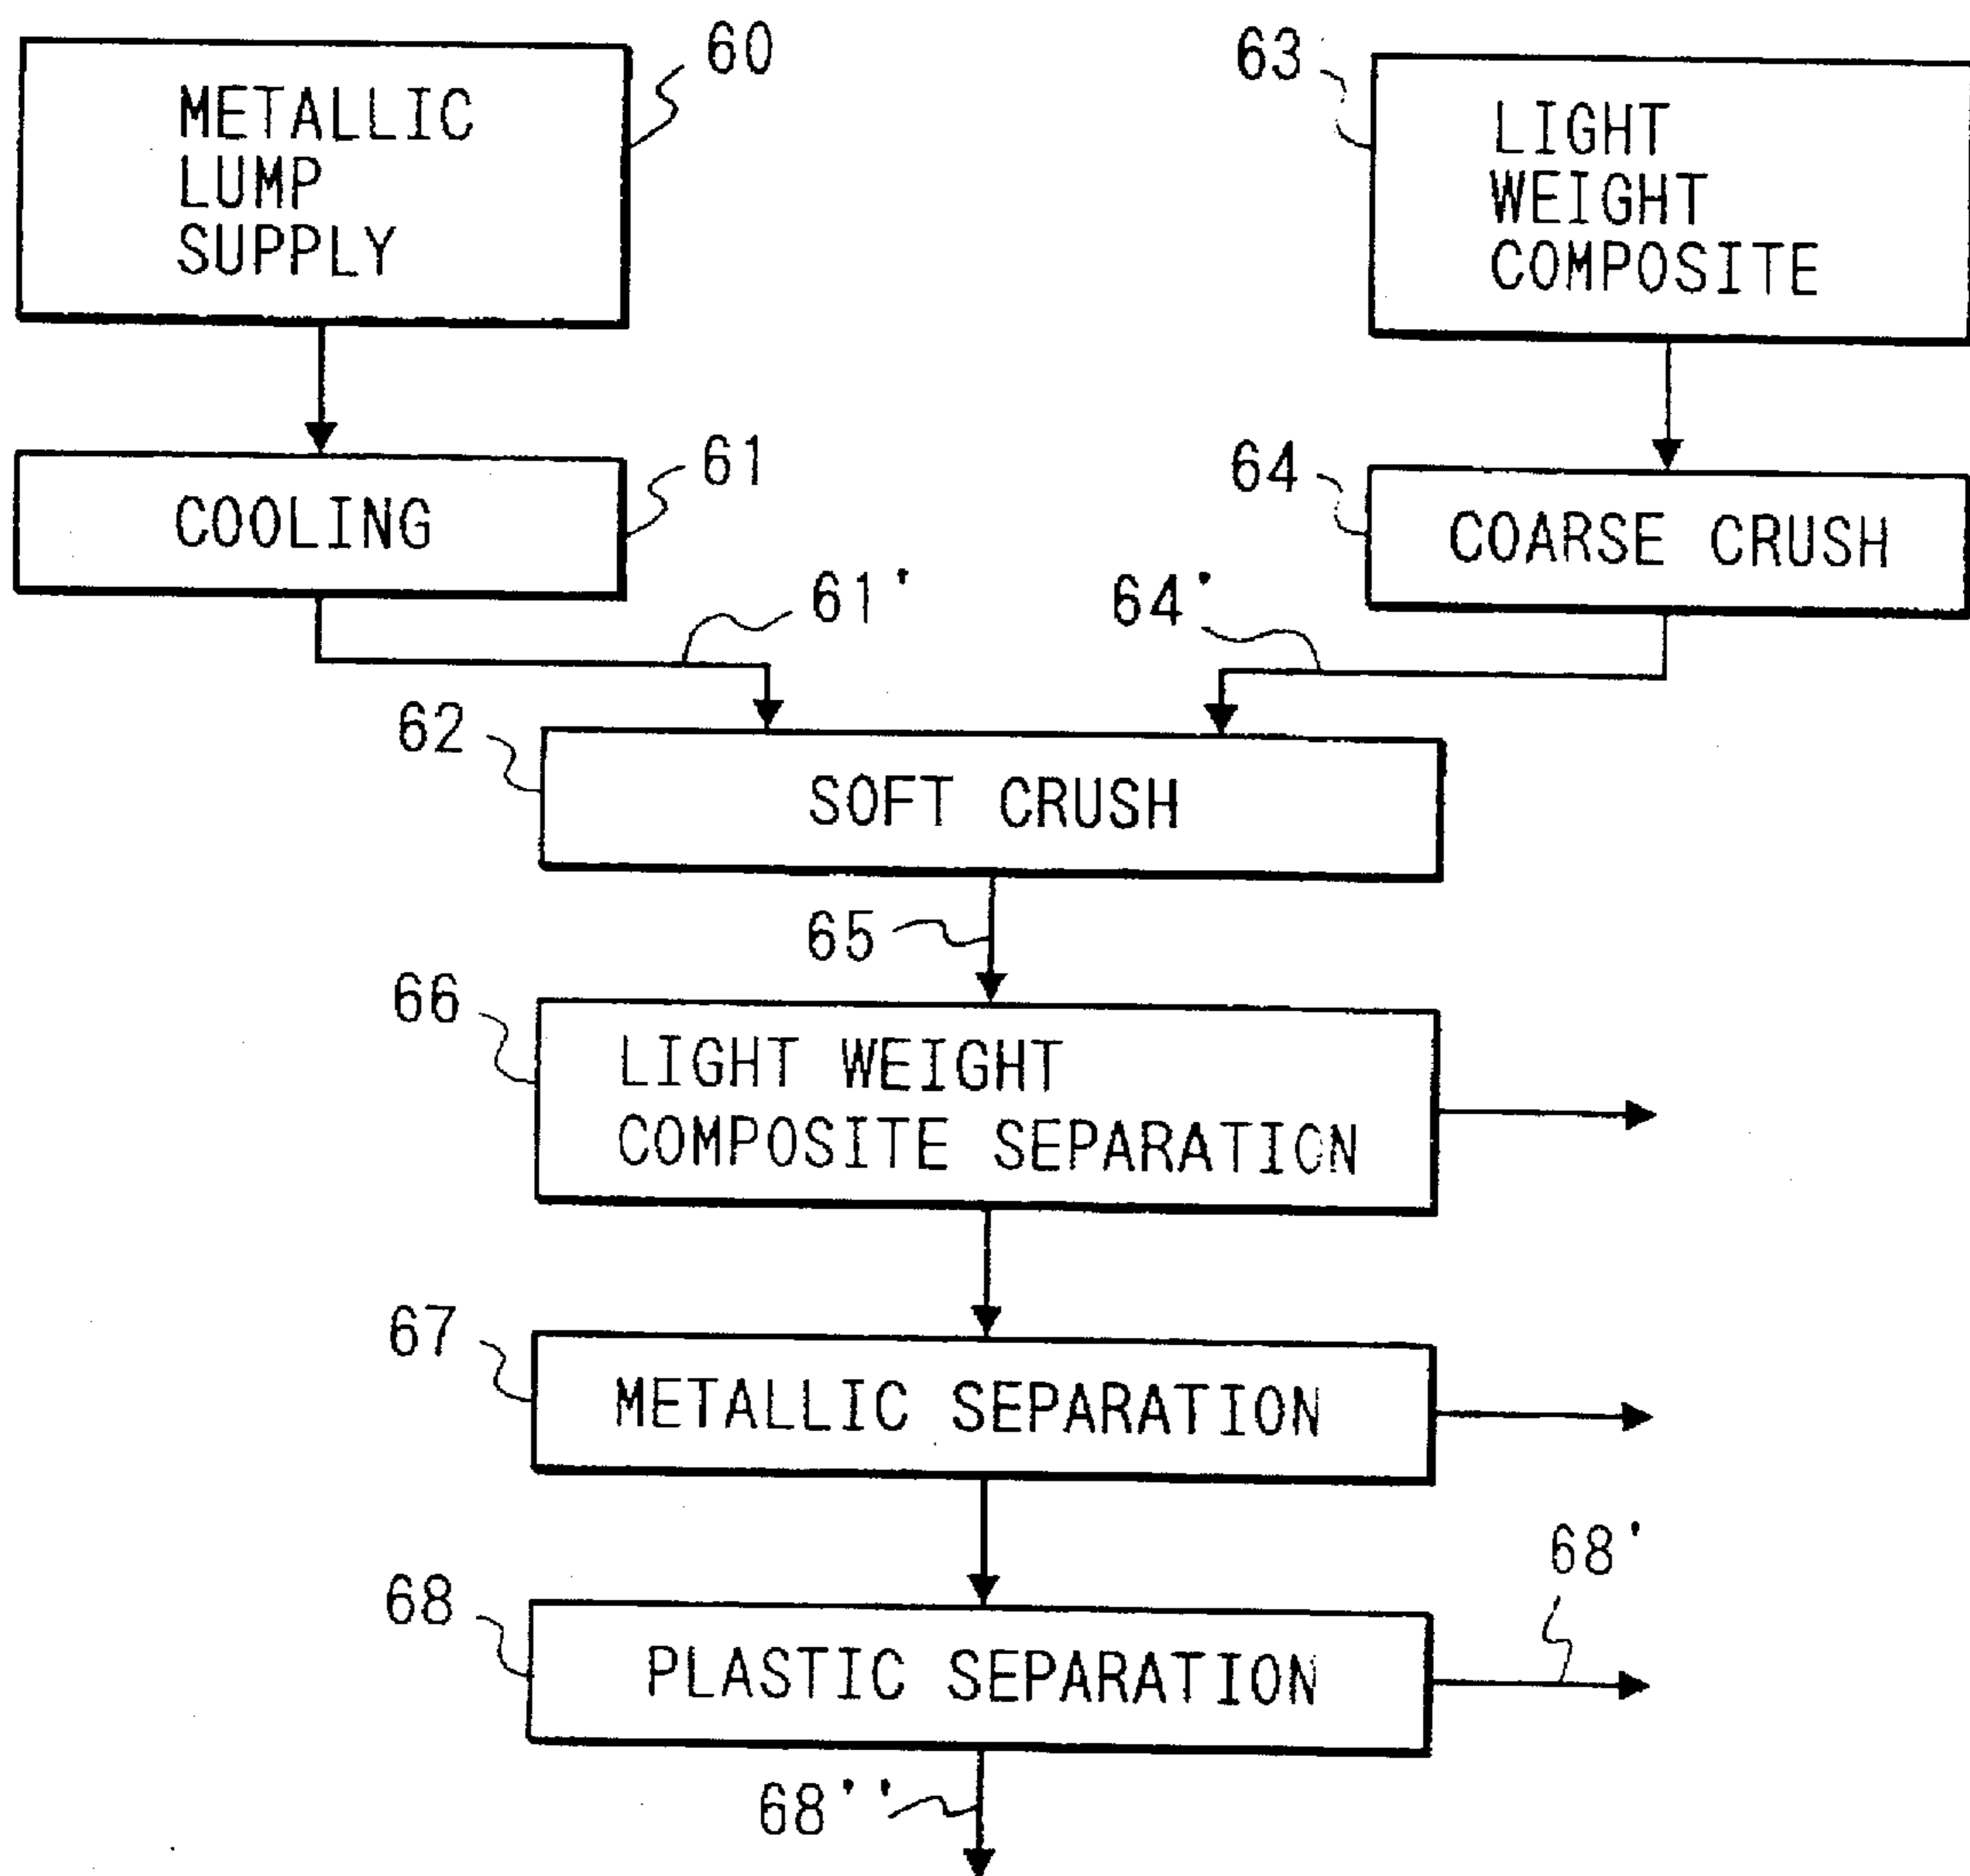 METALLIC
LUMP
SUPPLY
60
63
LIGHT
WEIGHT
COMPOSITE
COOLING
61
64
COARSE CRUSH
61'
64'
62
SOFT CRUSH
65
66
LIGHT WEIGHT
COMPOSITE SEPARATION
67
METALLIC SEPARATION
68
PLASTIC SEPARATION
68'
68''